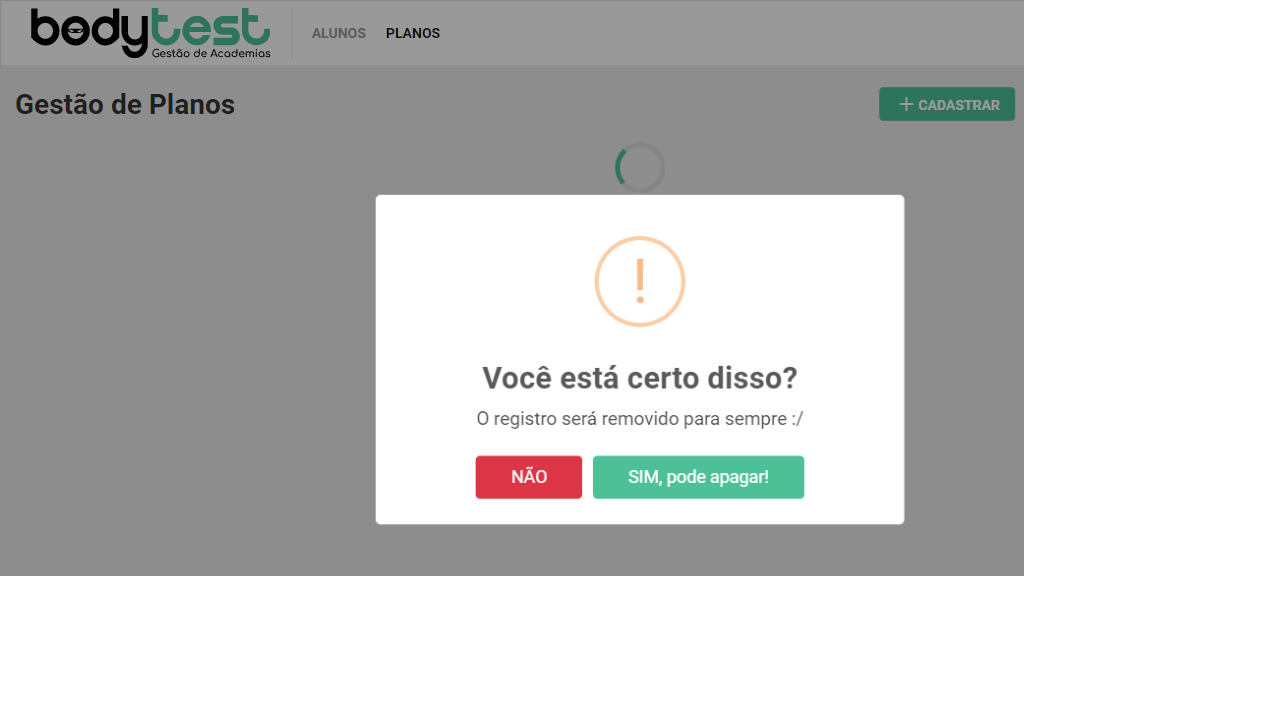 bodytest
Gestão de Academias
ALUNOS PLANOS
Gestão de Planos
CADASTRAR
!
Você está certo disso?
O registro será removido para sempre :/
NÃO
SIM, pode apagar!